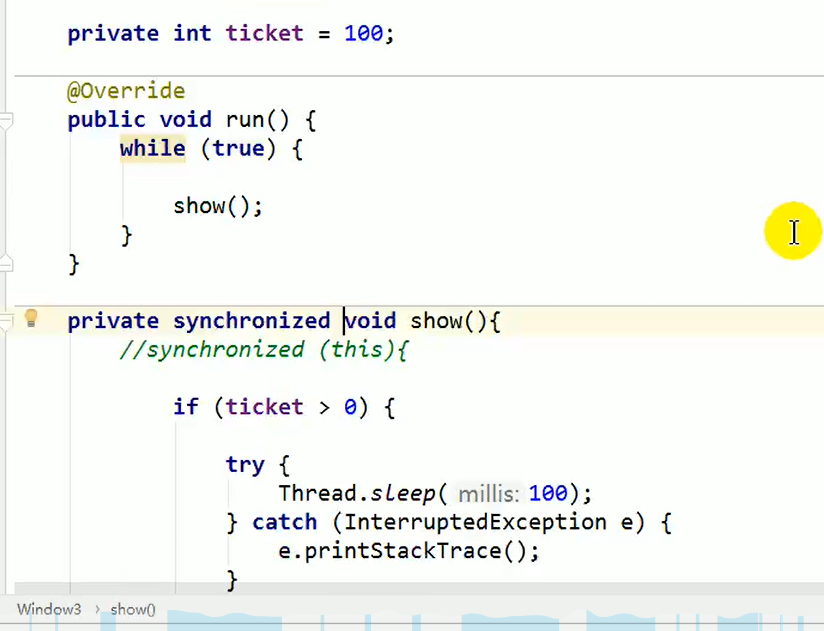 private int ticket = 100;
@Override
public void run() {
while (true) {
show();
}
}
private synchronized void show(){
//synchronized (this){
if (ticket > 0) {
try {
Thread.sleep( millis: 100);
} catch (InterruptedException e) {
e.printStackTrace();
}
Window3 › show()